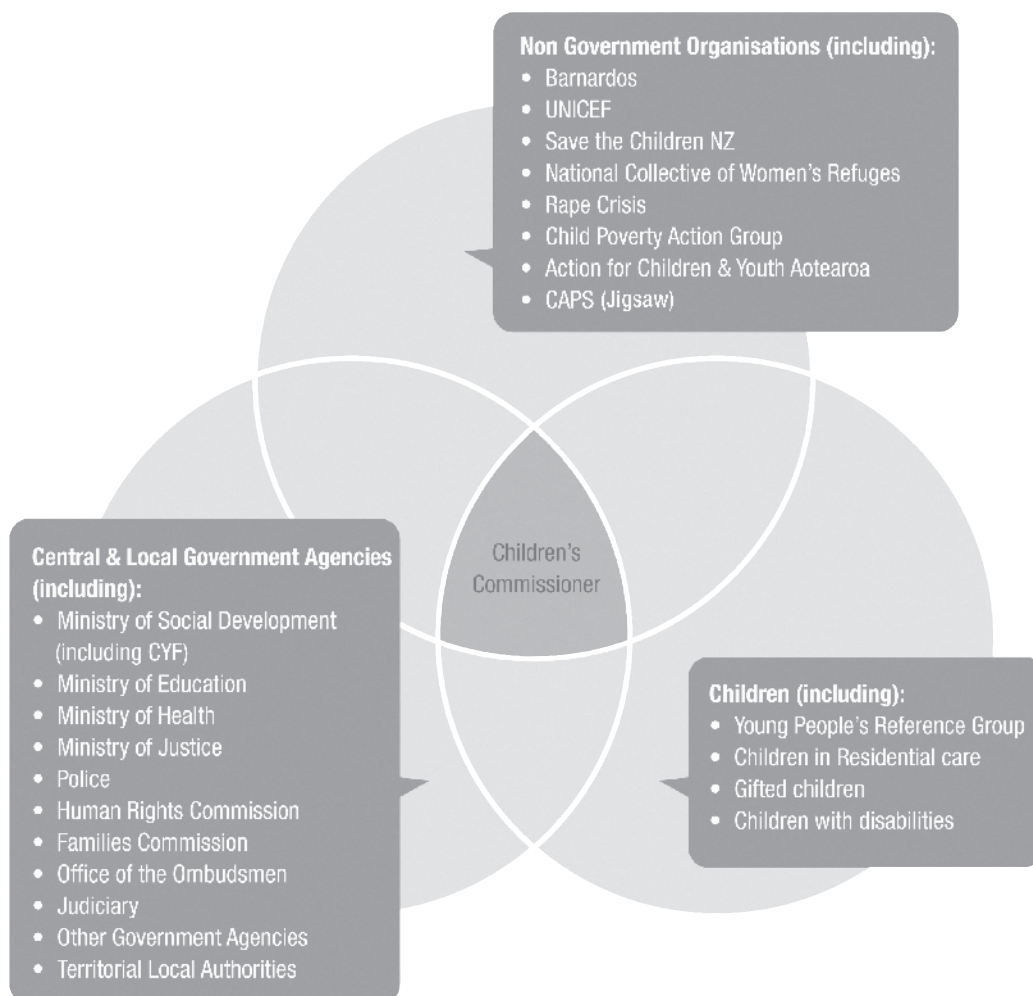 Non Government Organisations (including):
• Barnardos
• UNICEF
• Save the Children NZ
• National Collective of Women's Refuges
• Rape Crisis
• Child Poverty Action Group
• Action for Children & Youth Aotearoa
• CAPS (Jigsaw)
Children's
Commissioner
Central & Local Government Agencies
(including):
• Ministry of Social Development
(including CYF)
• Ministry of Education
• Ministry of Health
• Ministry of Justice
• Police
• Human Rights Commission
• Families Commission
• Office of the Ombudsmen
• Judiciary
• Other Government Agencies
• Territorial Local Authorities
Children (including):
• Young People's Reference Group
• Children in Residential care
• Gifted children
• Children with disabilities